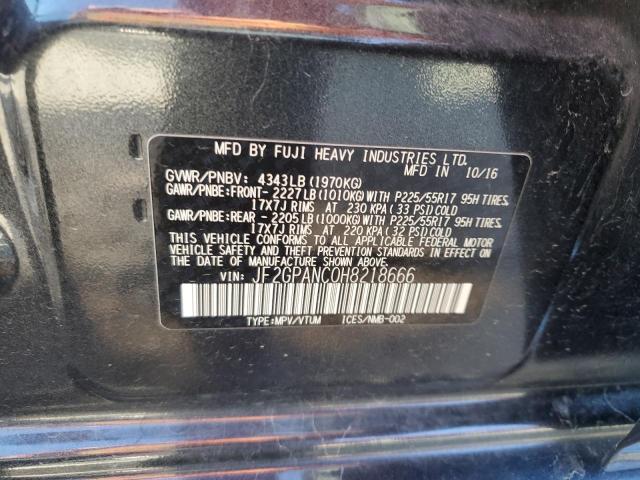 MFD BY FUJI HEAVY INDUSTRIES LTD.
MFD IN 10/16
GVWR/PNBV: 4343LB (1970KG)
GAWR/PNBE:FRONT- 2227LB(1010KG)WITH P225/55R17 95H TIRES,
17X7J RIMS AT 230 KPA(33 PSI)COLD
GAWR/PNBE:REAR - 2205LB(1000KG)WITH P225/55R17 95H TIRES,
17X7J RIMS AT 220 KPA(32 PSI)COLD
THIS VEHICLE CONFORMS TO ALL APPLICABLE FEDERAL MOTOR
VEHICLE SAFETY AND THEFT PREVENTION STANDARDS IN EFFECT ON
THE DATE OF MANUFACTURE SHOWN ABOVE.
VIN: JF2GPANC0H8218666
TYPE:MPV/VTUM ICES/NMB-002